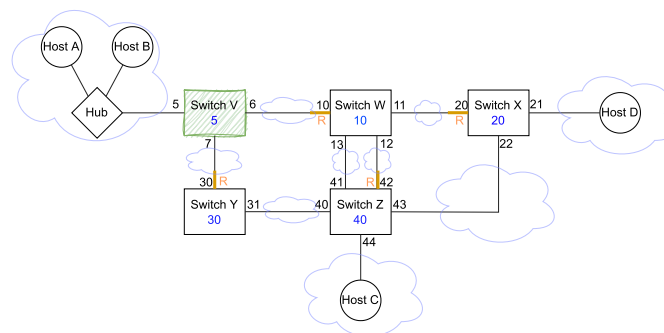 Host A
Host B
Hub
5
Switch V
5
6
7
10
R
Switch W
10
11
13
12
20
R
Switch X
20
21
22
Host D
30
R
Switch Y
30
31
41
R
42
40
Switch Z
40
43
44
Host C